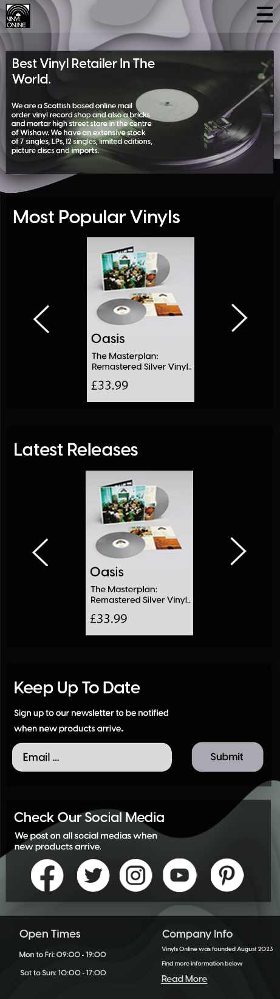 VINYL
ONLINE
Best Vinyl Retailer In The
World.
We are a Scottish based online mail
order vinyl record shop and also a bricks
and mortar high street store in the centre
of Wishaw. We have an extensive stock
of 7 singles, LPs, 12 singles, limited editions,
picture discs and imports.
Most Popular Vinyls
Oasis
The Masterplan:
Remastered Silver Vinyl..
£33.99
Latest Releases
Oasis
The Masterplan:
Remastered Silver Vinyl..
£33.99
Keep Up To Date
Sign up to our newsletter to be notified
when new products arrive.
Email ...
Submit
Check Our Social Media
We post on all social medias when
new products arrive.
Open Times
Mon to Fri: 09:00 - 19:00
Sat to Sun: 10:00 - 17:00
Company Info
Vinyls Online was founded August 2023
Find more information below
Read More